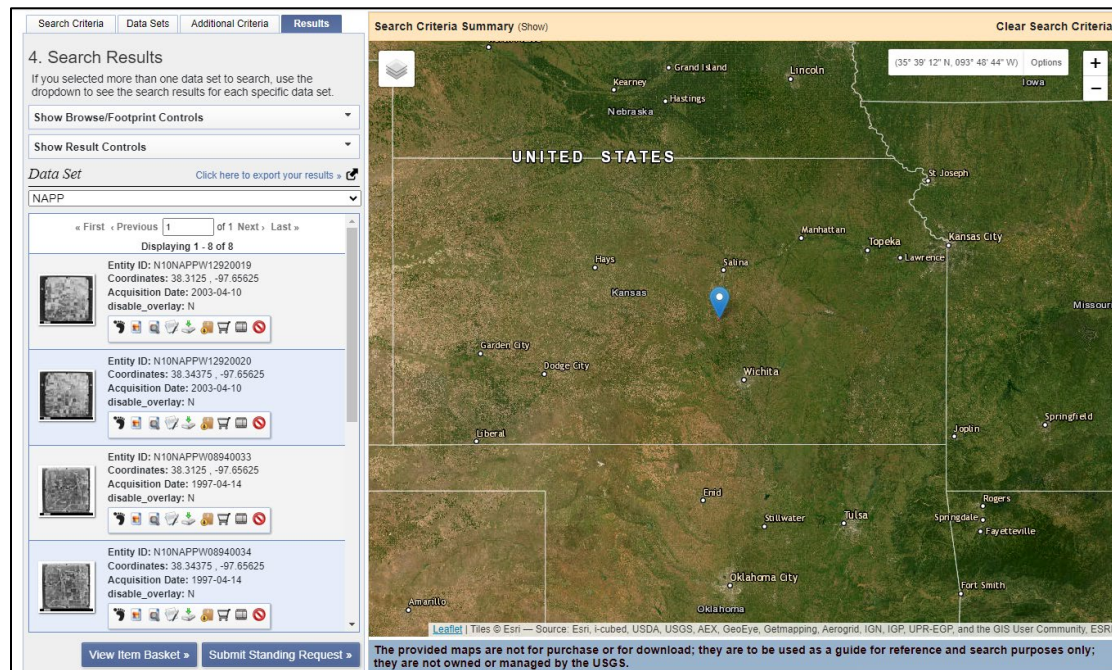 Search Criteria
Data Sets
Additional Criteria
Results
4. Search Results
If you selected more than one data set to search, use the
dropdown to see the search results for each specific data set.
Show Browse/Footprint Controls
Show Result Controls
Data Set
Click here to export your results »
NAPP
« First ‹ Previous 1 of 1 Next › Last »
Displaying 1 - 8 of 8
Entity ID: N10NAPPW12920019
Coordinates: 38.3125 , -97.65625
Acquisition Date: 2003-04-10
disable_overlay: N
Entity ID: N10NAPPW12920020
Coordinates: 38.34375 , -97.65625
Acquisition Date: 2003-04-10
disable_overlay: N
Entity ID: N10NAPPW08940033
Coordinates: 38.3125 , -97.65625
Acquisition Date: 1997-04-14
disable_overlay: N
Entity ID: N10NAPPW08940034
Coordinates: 38.34375 , -97.65625
Acquisition Date: 1997-04-14
disable_overlay: N
View Item Basket »
Submit Standing Request »
Search Criteria Summary (Show)
Clear Search Criteria
(35° 39' 12" N, 093° 48' 44" W)
Options
+
−
Grand Island
Lincoln
Iowa
Kearney
Hastings
Nebraska
UNITED STATES
St Joseph
Manhattan
Topeka
Kansas City
Lawrence
Hays
Salina
Kansas
Missouri
Garden City
Dodge City
Wichita
Liberal
Joplin
Springfield
Enid
Rogers
Stillwater
Tulsa
Springdale
Fayetteville
Oklahoma City
Fort Smith
Amarillo
Oklahoma
Leaflet | Tiles © Esri — Source: Esri, i-cubed, USDA, USGS, AEX, GeoEye, Getmapping, Aerogrid, IGN, IGP, UPR-EGP, and the GIS User Community, ESRI
The provided maps are not for purchase or for download; they are to be used as a guide for reference and search purposes only;
they are not owned or managed by the USGS.